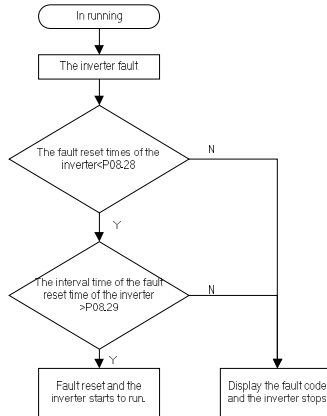 In running
The inverter fault
The fault reset times of the
inverter<P08.28
N
Y
The interval time of the fault
reset time of the inverter
>P08.29
N
Y
Fault reset and the
inverter starts to run.
Display the fault code
and the inverter stops